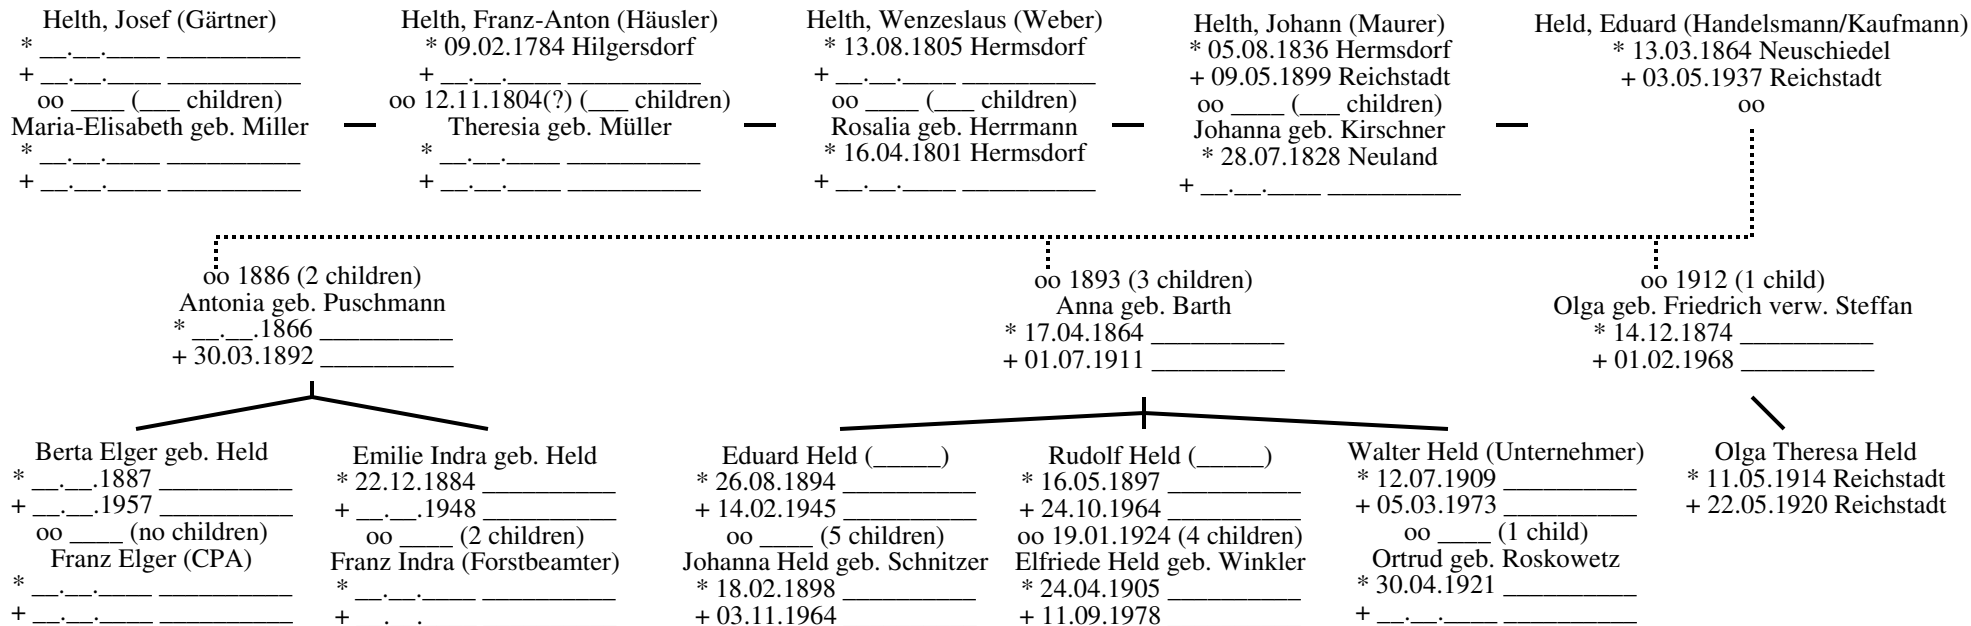 Helth, Josef (Gärtner)
* __.__.____ __________
+ __.__.____ __________
oo ____ (___ children)
Maria-Elisabeth geb. Miller
* __.__.____ __________
+ __.__.____ __________
Helth, Franz-Anton (Häusler)
* 09.02.1784 Hilgersdorf
+ __.__.____ __________
oo 12.11.1804(?) (___ children)
Theresia geb. Müller
* __.__.____ __________
+ __.__.____ __________
Helth, Wenzeslaus (Weber)
* 13.08.1805 Hermsdorf
+ __.__.____ __________
oo ____ (___ children)
Rosalia geb. Herrmann
* 16.04.1801 Hermsdorf
+ __.__.____ __________
Helth, Johann (Maurer)
* 05.08.1836 Hermsdorf
+ 09.05.1899 Reichstadt
oo ____ (___ children)
Johanna geb. Kirschner
* 28.07.1828 Neuland
+ __.__.____ __________
Held, Eduard (Handelsmann/Kaufmann)
* 13.03.1864 Neuschiedel
+ 03.05.1937 Reichstadt
oo
oo 1886 (2 children)
Antonia geb. Puschmann
* __.__.1866 __________
+ 30.03.1892 __________
oo 1893 (3 children)
Anna geb. Barth
* 17.04.1864 __________
+ 01.07.1911 __________
oo 1912 (1 child)
Olga geb. Friedrich verw. Steffan
* 14.12.1874 __________
+ 01.02.1968 __________
Berta Elger geb. Held
* __.__.1887 __________
+ __.__.1957 __________
oo ____ (no children)
Franz Elger (CPA)
* __.__.____ __________
+ __.__.____ __________
Emilie Indra geb. Held
* 22.12.1884 __________
+ __.__.1948 __________
oo ____ (2 children)
Franz Indra (Forstbeamter)
* __.__.____ __________
+ __.__.____ __________
Eduard Held (_____)
* 26.08.1894 __________
+ 14.02.1945 __________
oo ____ (5 children)
Johanna Held geb. Schnitzer
* 18.02.1898 __________
+ 03.11.1964 __________
Rudolf Held (_____)
* 16.05.1897 __________
+ 24.10.1964 __________
oo 19.01.1924 (4 children)
Elfriede Held geb. Winkler
* 24.04.1905 __________
+ 11.09.1978 __________
Walter Held (Unternehmer)
* 12.07.1909 __________
+ 05.03.1973 __________
oo ____ (1 child)
Ortrud geb. Roskowetz
* 30.04.1921 __________
+ __.__.____ __________
Olga Theresa Held
* 11.05.1914 Reichstadt
+ 22.05.1920 Reichstadt